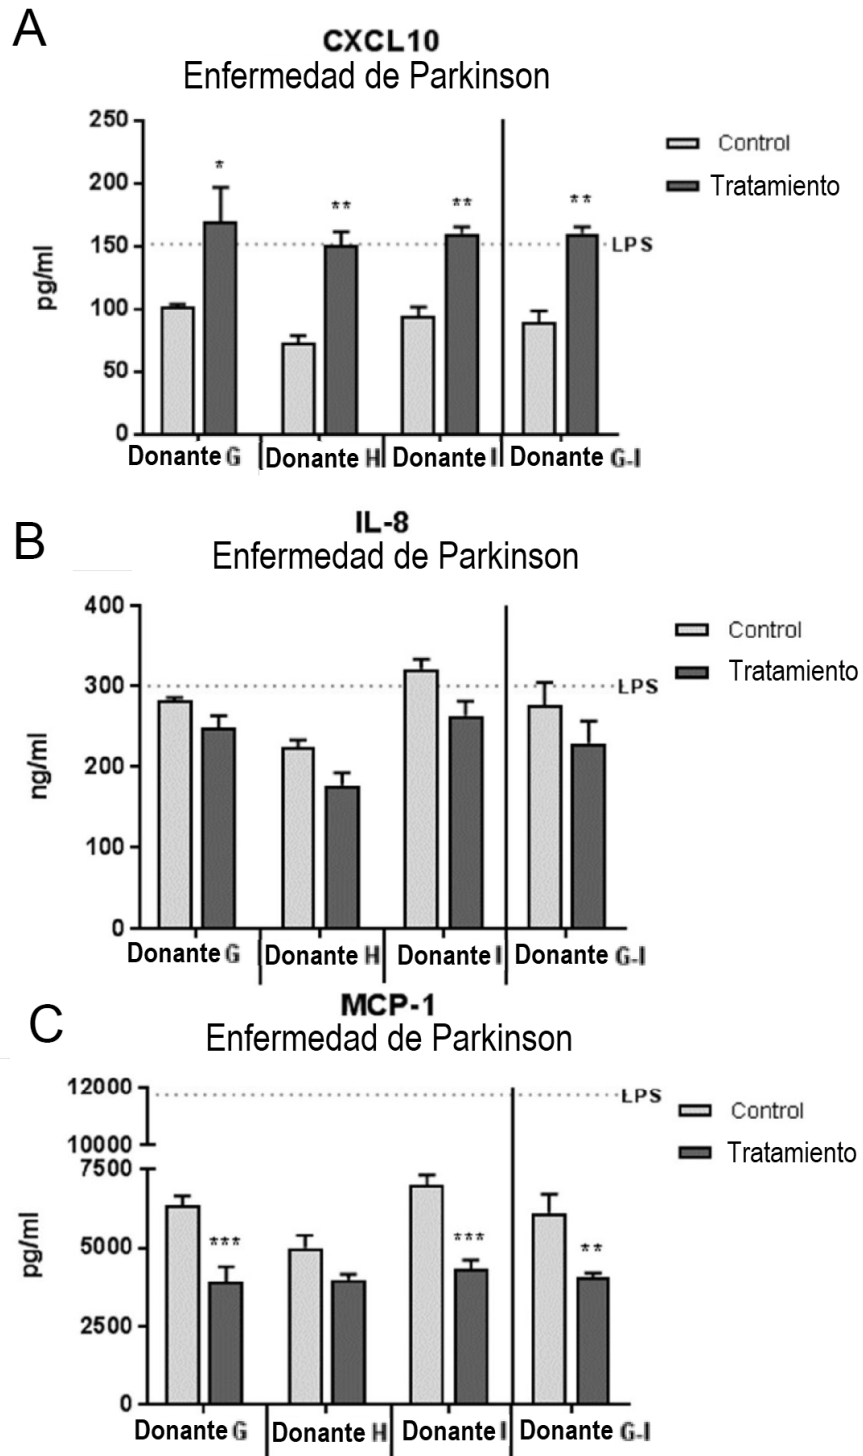 A
CXCL10
Enfermedad de Parkinson
250
200
150
100
50
0
pg/ml
* ** ** **
LPS
Control
Tratamiento
Donante G Donante H Donante I Donante G-I
B
IL-8
Enfermedad de Parkinson
400
300
200
100
0
ng/ml
LPS
Control
Tratamiento
Donante G Donante H Donante I Donante G-I
C
MCP-1
Enfermedad de Parkinson
12000
10000
7500
5000
2500
0
pg/ml
*** *** **
LPS
Control
Tratamiento
Donante G Donante H Donante I Donante G-I